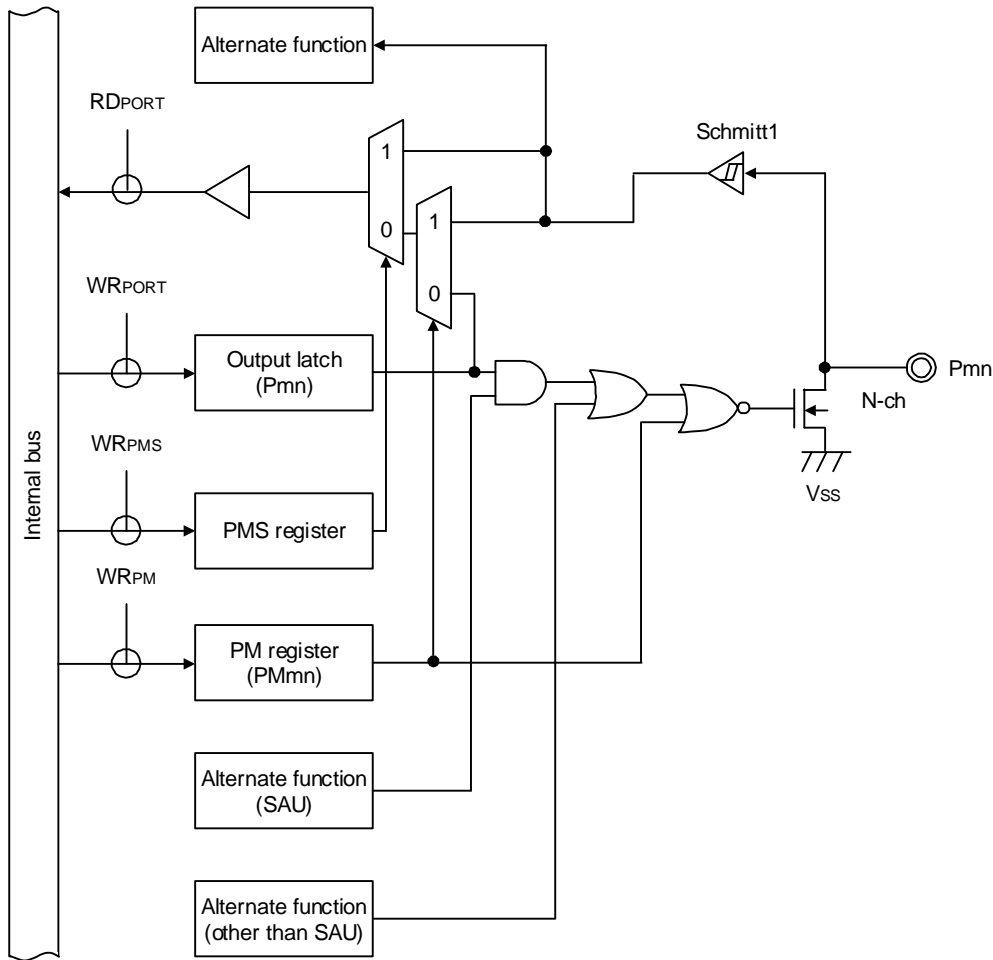 Alternate function
RDPORT
Schmitt1
1
0
1
0
WRPORT
Output latch
(Pmn)
Pmn
N-ch
VSS
Internal bus
WRPMS
PMS register
WRPM
PM register
(PMmn)
Alternate function
(SAU)
Alternate function
(other than SAU)